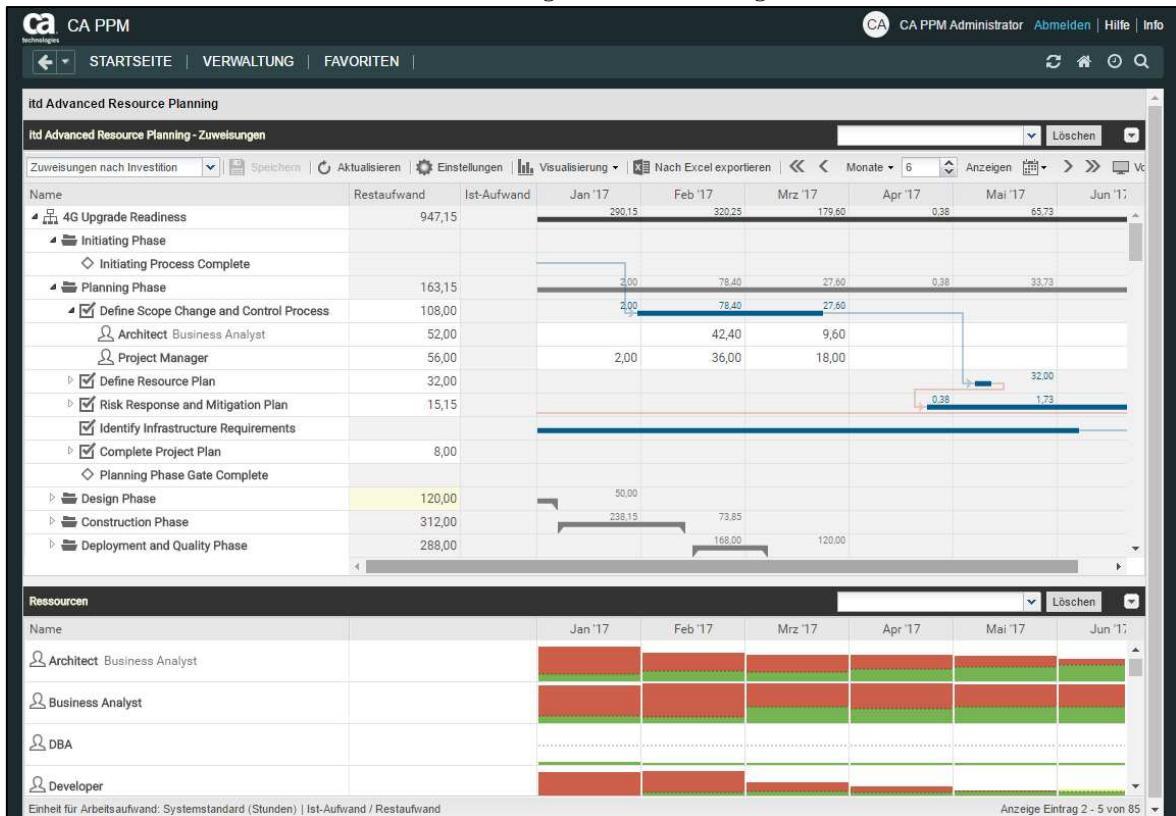 ca technologies CA PPM CA CA PPM Administrator Abmelden | Hilfe | Info
STARTSEITE | VERWALTUNG | FAVORITEN |
itd Advanced Resource Planning
itd Advanced Resource Planning - Zuweisungen Löschen
Zuweisungen nach Investition Speichern Aktualisieren Einstellungen Visualisierung Nach Excel exportieren Monate 6 Anzeigen
Name Restaufwand Ist-Aufwand Jan '17 Feb '17 Mrz '17 Apr '17 Mai '17 Jun '17
4G Upgrade Readiness 947,15 290,15 320,25 179,60 0,38 65,73
Initiating Phase
Initiating Process Complete
Planning Phase 163,15 2,00 78,40 27,60 0,38 33,73
Define Scope Change and Control Process 108,00 2,00 78,40 27,60
Architect Business Analyst 52,00 42,40 9,60
Project Manager 56,00 2,00 36,00 18,00
Define Resource Plan 32,00 32,00
Risk Response and Mitigation Plan 15,15 0,38 1,73
Identify Infrastructure Requirements
Complete Project Plan 8,00
Planning Phase Gate Complete
Design Phase 120,00 50,00
Construction Phase 312,00 238,15 73,85
Deployment and Quality Phase 288,00 168,00 120,00
Ressourcen Löschen
Name Jan '17 Feb '17 Mrz '17 Apr '17 Mai '17 Jun '17
Architect Business Analyst
Business Analyst
DBA
Developer
Einheit für Arbeitsaufwand: Systemstandard (Stunden) | Ist-Aufwand / Restaufwand Anzeige Eintrag 2 - 5 von 85